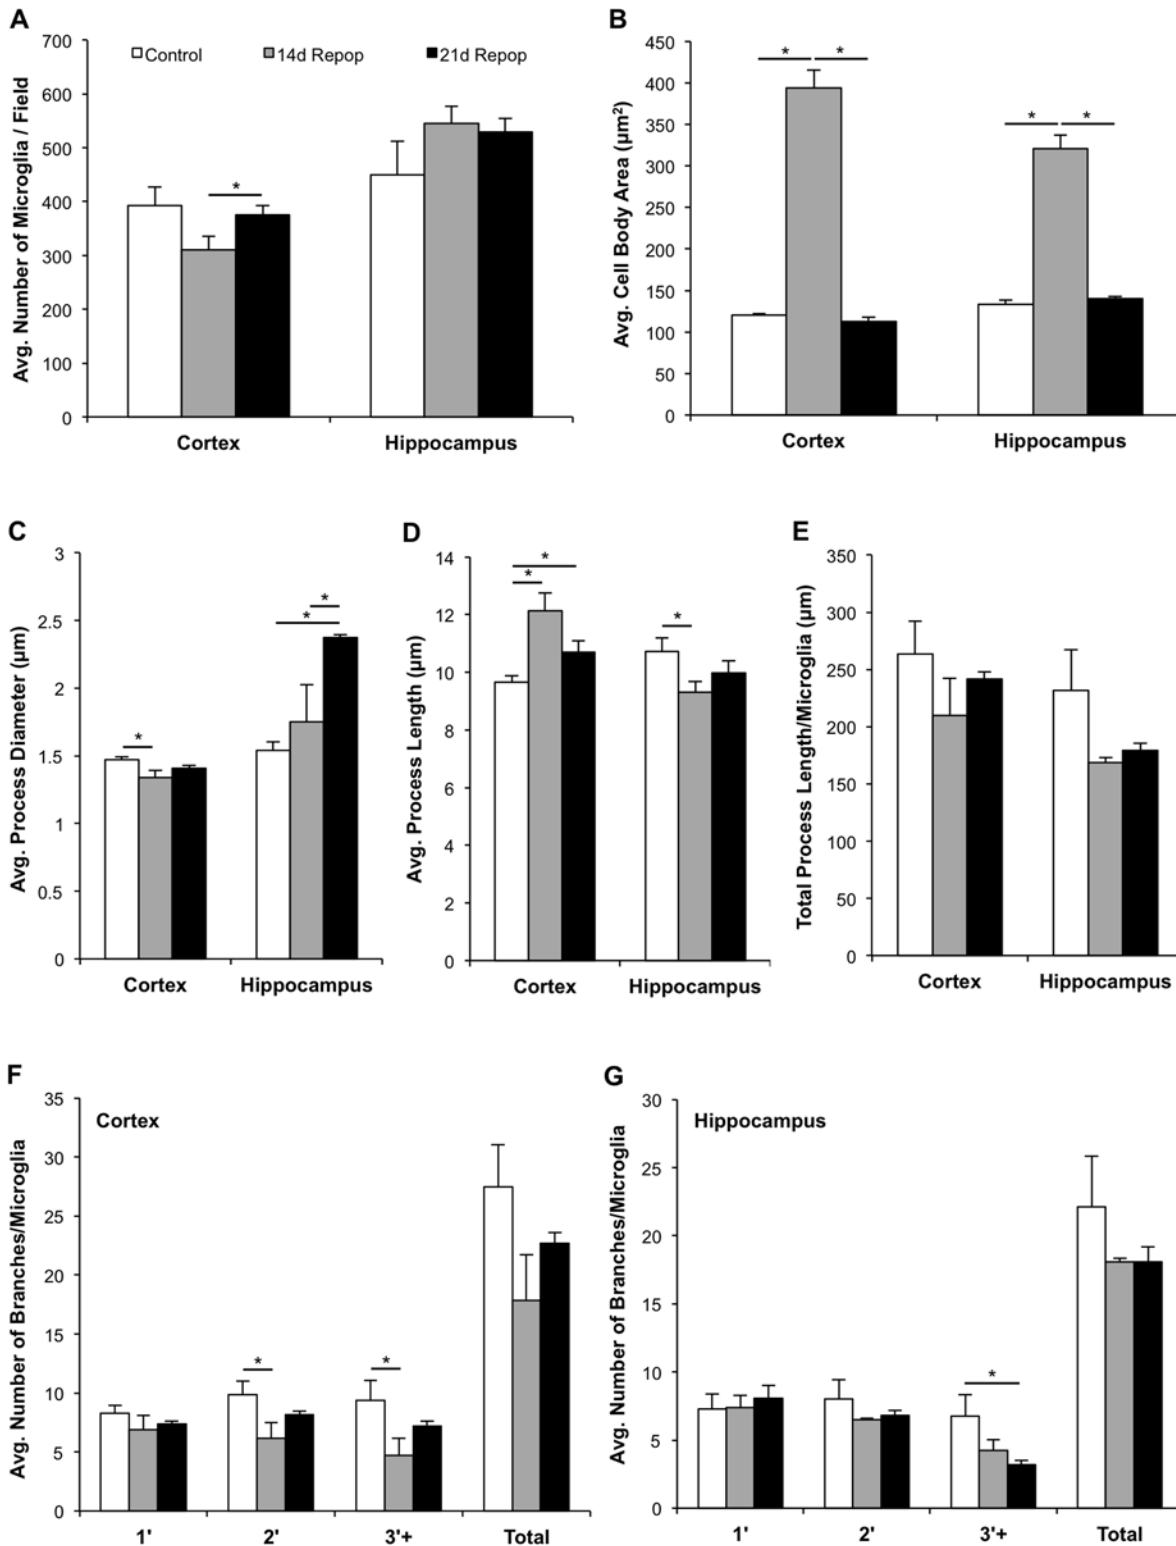 A
Avg. Number of Microglia / Field
700
600
500
400
300
200
100
0
Control
14d Repop
21d Repop
*
Cortex
Hippocampus
B
Avg. Cell Body Area (µm²)
450
400
350
300
250
200
150
100
50
0
* *
* *
Cortex
Hippocampus
C
Avg. Process Diameter (µm)
3
2.5
2
1.5
1
0.5
0
*
*
*
Cortex
Hippocampus
D
Avg. Process Length (µm)
14
12
10
8
6
4
2
0
*
*
*
Cortex
Hippocampus
E
Total Process Length/Microglia (µm)
350
300
250
200
150
100
50
0
Cortex
Hippocampus
F
Avg. Number of Branches/Microglia
35
30
25
20
15
10
5
0
Cortex
*
*
1'
2'
3'+
Total
G
Avg. Number of Branches/Microglia
30
25
20
15
10
5
0
Hippocampus
*
1'
2'
3'+
Total